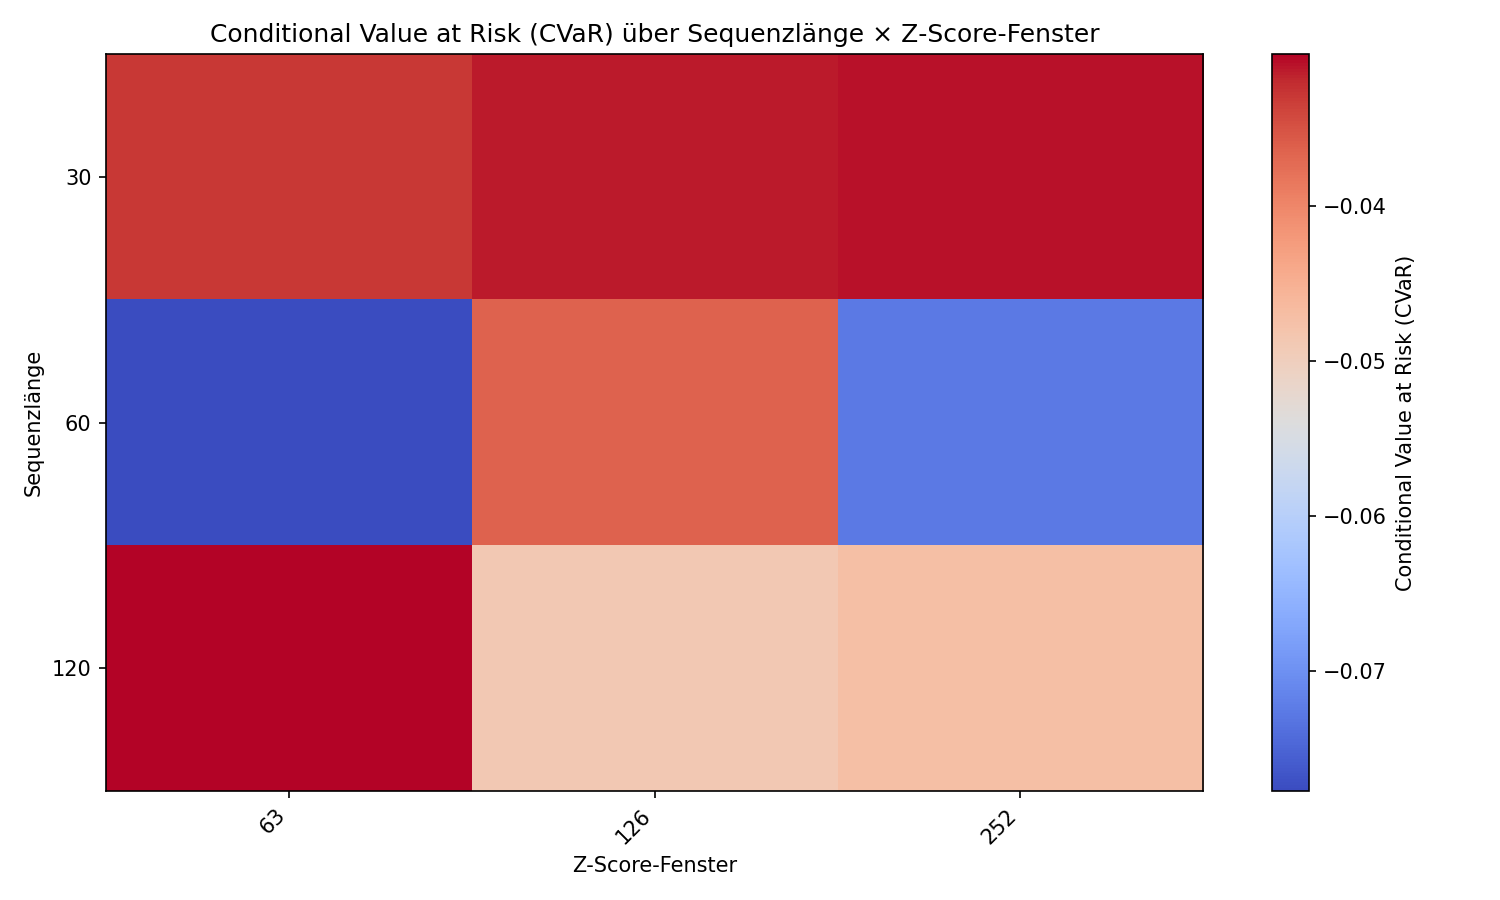 Conditional Value at Risk (CVaR) über Sequenzlänge × Z-Score-Fenster
Sequenzlänge
30
60
120
63
126
252
Z-Score-Fenster
−0.04
−0.05
−0.06
−0.07
Conditional Value at Risk (CVaR)